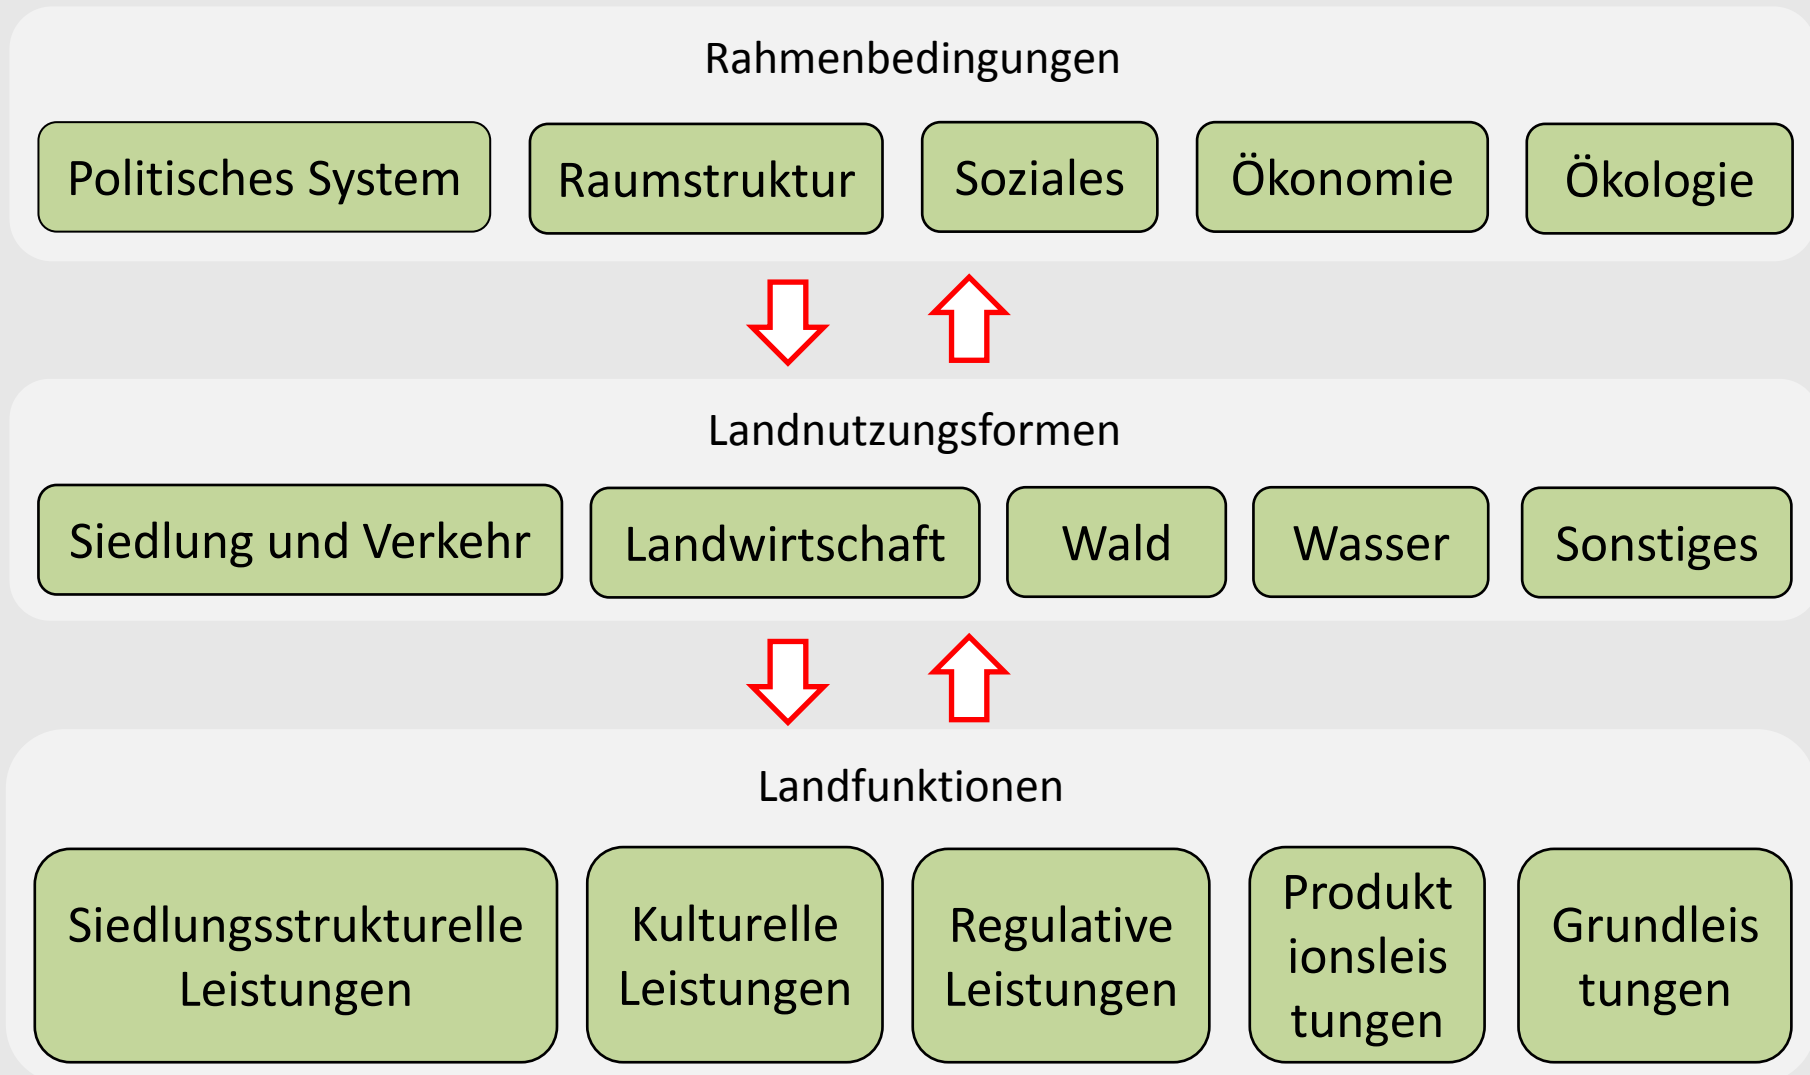 Rahmenbedingungen
Politisches System
Raumstruktur
Soziales
Ökonomie
Ökologie
Landnutzungsformen
Siedlung und Verkehr
Landwirtschaft
Wald
Wasser
Sonstiges
Landfunktionen
Siedlungsstrukturelle
Leistungen
Kulturelle
Leistungen
Regulative
Leistungen
Produkt
ionsleis
tungen
Grundleis
tungen